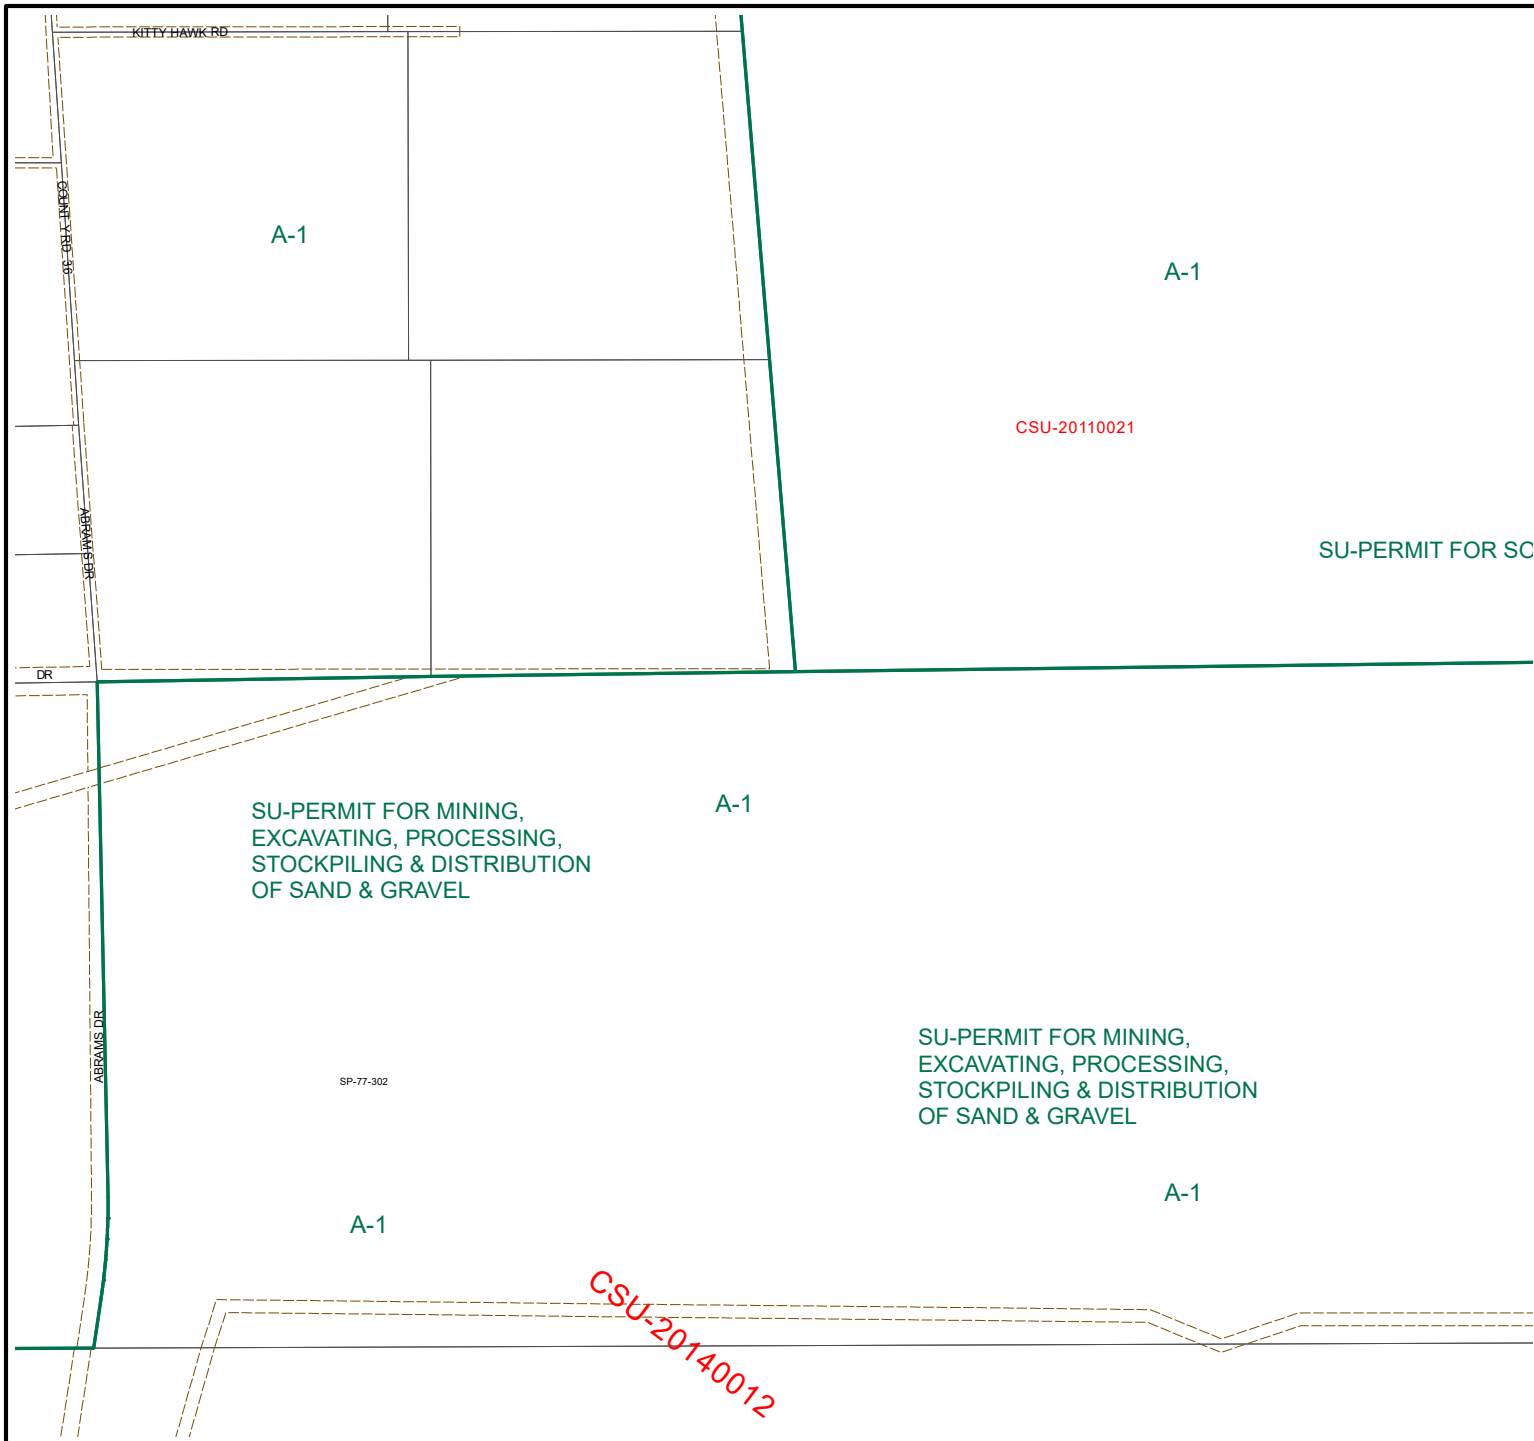 KITTY HAWK RD
COUNTY RD 36
A-1
A-1
CSU-20110021
ABRAMS DR
SU-PERMIT FOR SO
DR
SU-PERMIT FOR MINING,
EXCAVATING, PROCESSING,
STOCKPILING & DISTRIBUTION
OF SAND & GRAVEL
A-1
ABRAMS DR
SP-77-302
SU-PERMIT FOR MINING,
EXCAVATING, PROCESSING,
STOCKPILING & DISTRIBUTION
OF SAND & GRAVEL
A-1
A-1
CSU-20140012